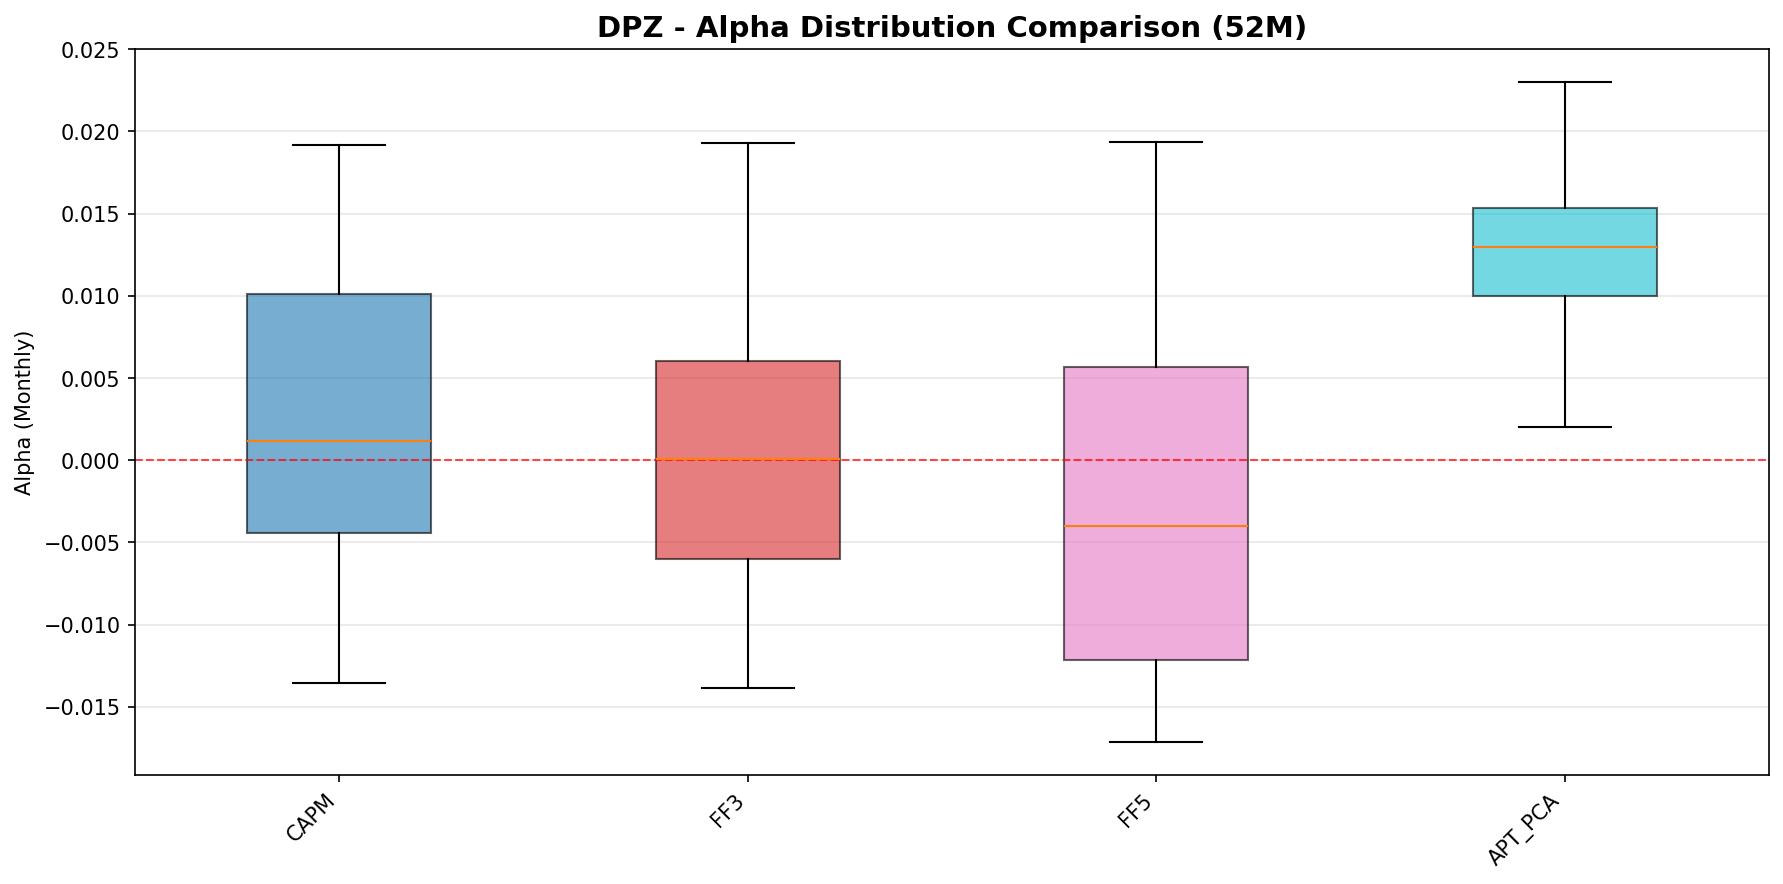 DPZ - Alpha Distribution Comparison (52M)
0.025
0.020
0.015
0.010
0.005
0.000
−0.005
−0.010
−0.015
Alpha (Monthly)
CAPM
FF3
FF5
APT_PCA